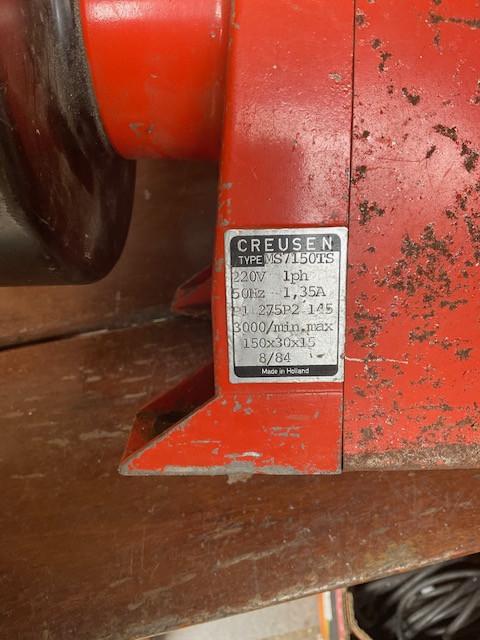 CREUSEN
TYPE MS7150TS
220V 1ph
50Hz 1,35A
P1 275P2 145
3000/min.max
150x30x15
8/84
Made in Holland